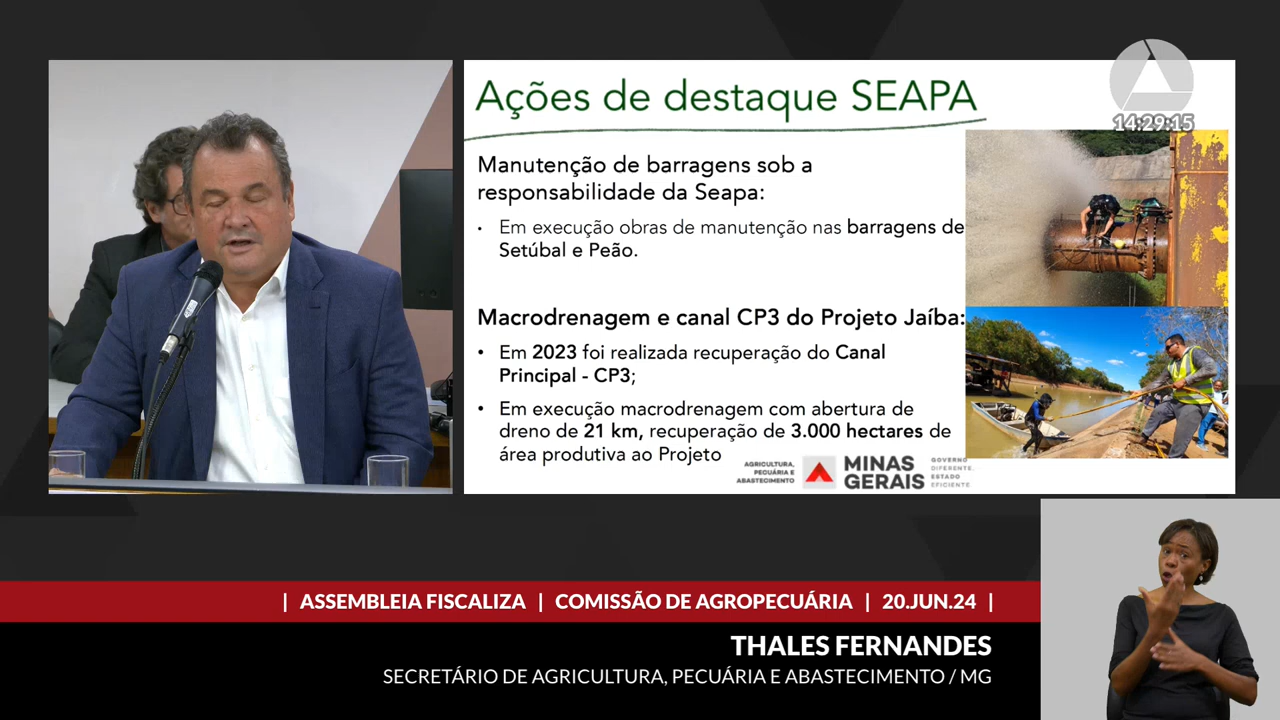 Ações de destaque SEAPA
14:29:15
Manutenção de barragens sob a
responsabilidade da Seapa:
• Em execução obras de manutenção nas barragens de
Setúbal e Peão.
Macrodrenagem e canal CP3 do Projeto Jaíba:
• Em 2023 foi realizada recuperação do Canal
Principal - CP3;
• Em execução macrodrenagem com abertura de
dreno de 21 km, recuperação de 3.000 hectares de
área produtiva ao Projeto
AGRICULTURA,
PECUÁRIA E
ABASTECIMENTO
MINAS
GERAIS
GOVERNO
DIFERENTE.
ESTADO
EFICIENTE
| ASSEMBLEIA FISCALIZA | COMISSÃO DE AGROPECUÁRIA | 20.JUN.24 |
THALES FERNANDES
SECRETÁRIO DE AGRICULTURA, PECUÁRIA E ABASTECIMENTO / MG